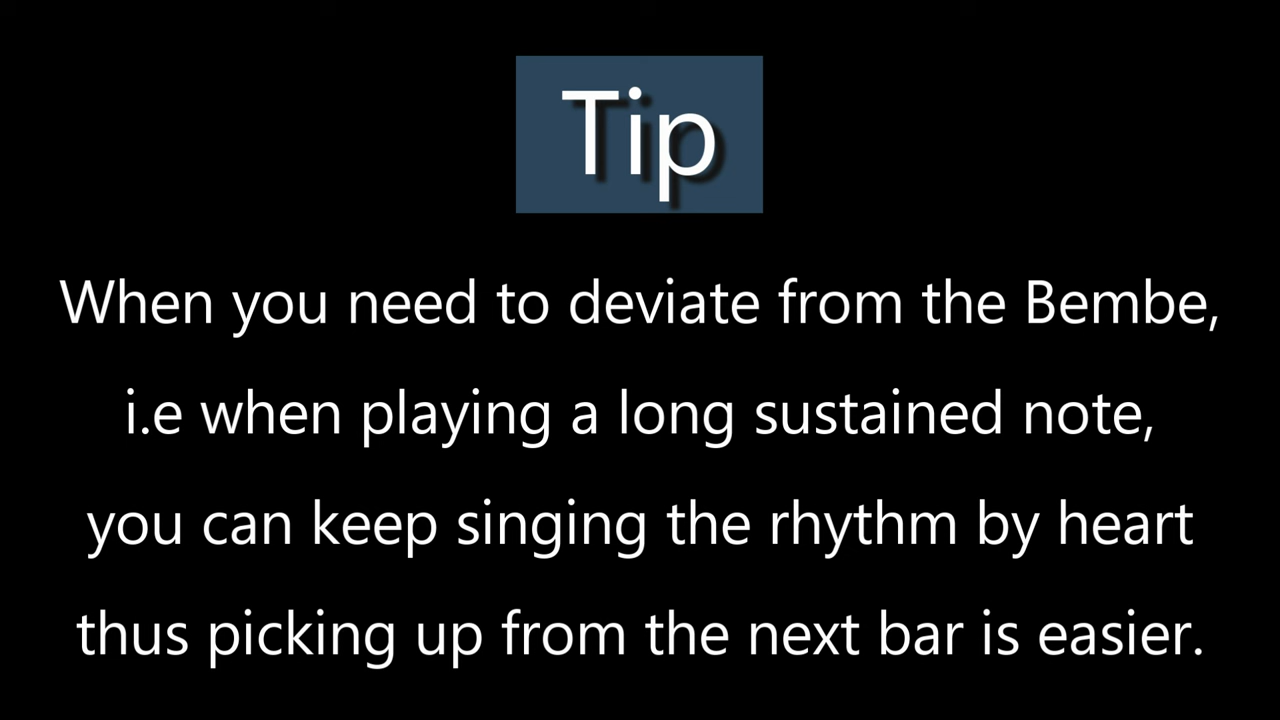 Tip
When you need to deviate from the Bembe,
i.e when playing a long sustained note,
you can keep singing the rhythm by heart
thus picking up from the next bar is easier.